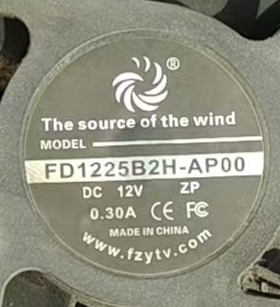 ®
The source of the wind
MODEL
FD1225B2H-AP00
DC 12V ZP
0.30A CE FC
MADE IN CHINA
www.fzytv.com